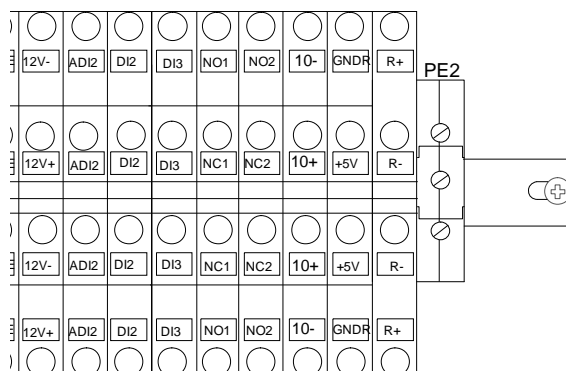 12V- ADI2 DI2 DI3 NO1 NO2 10- GNDR R+
PE2
12V+ ADI2 DI2 DI3 NC1 NC2 10+ +5V R-
12V- ADI2 DI2 DI3 NC1 NC2 10+ +5V R-
12V+ ADI2 DI2 DI3 NO1 NO2 10- GNDR R+